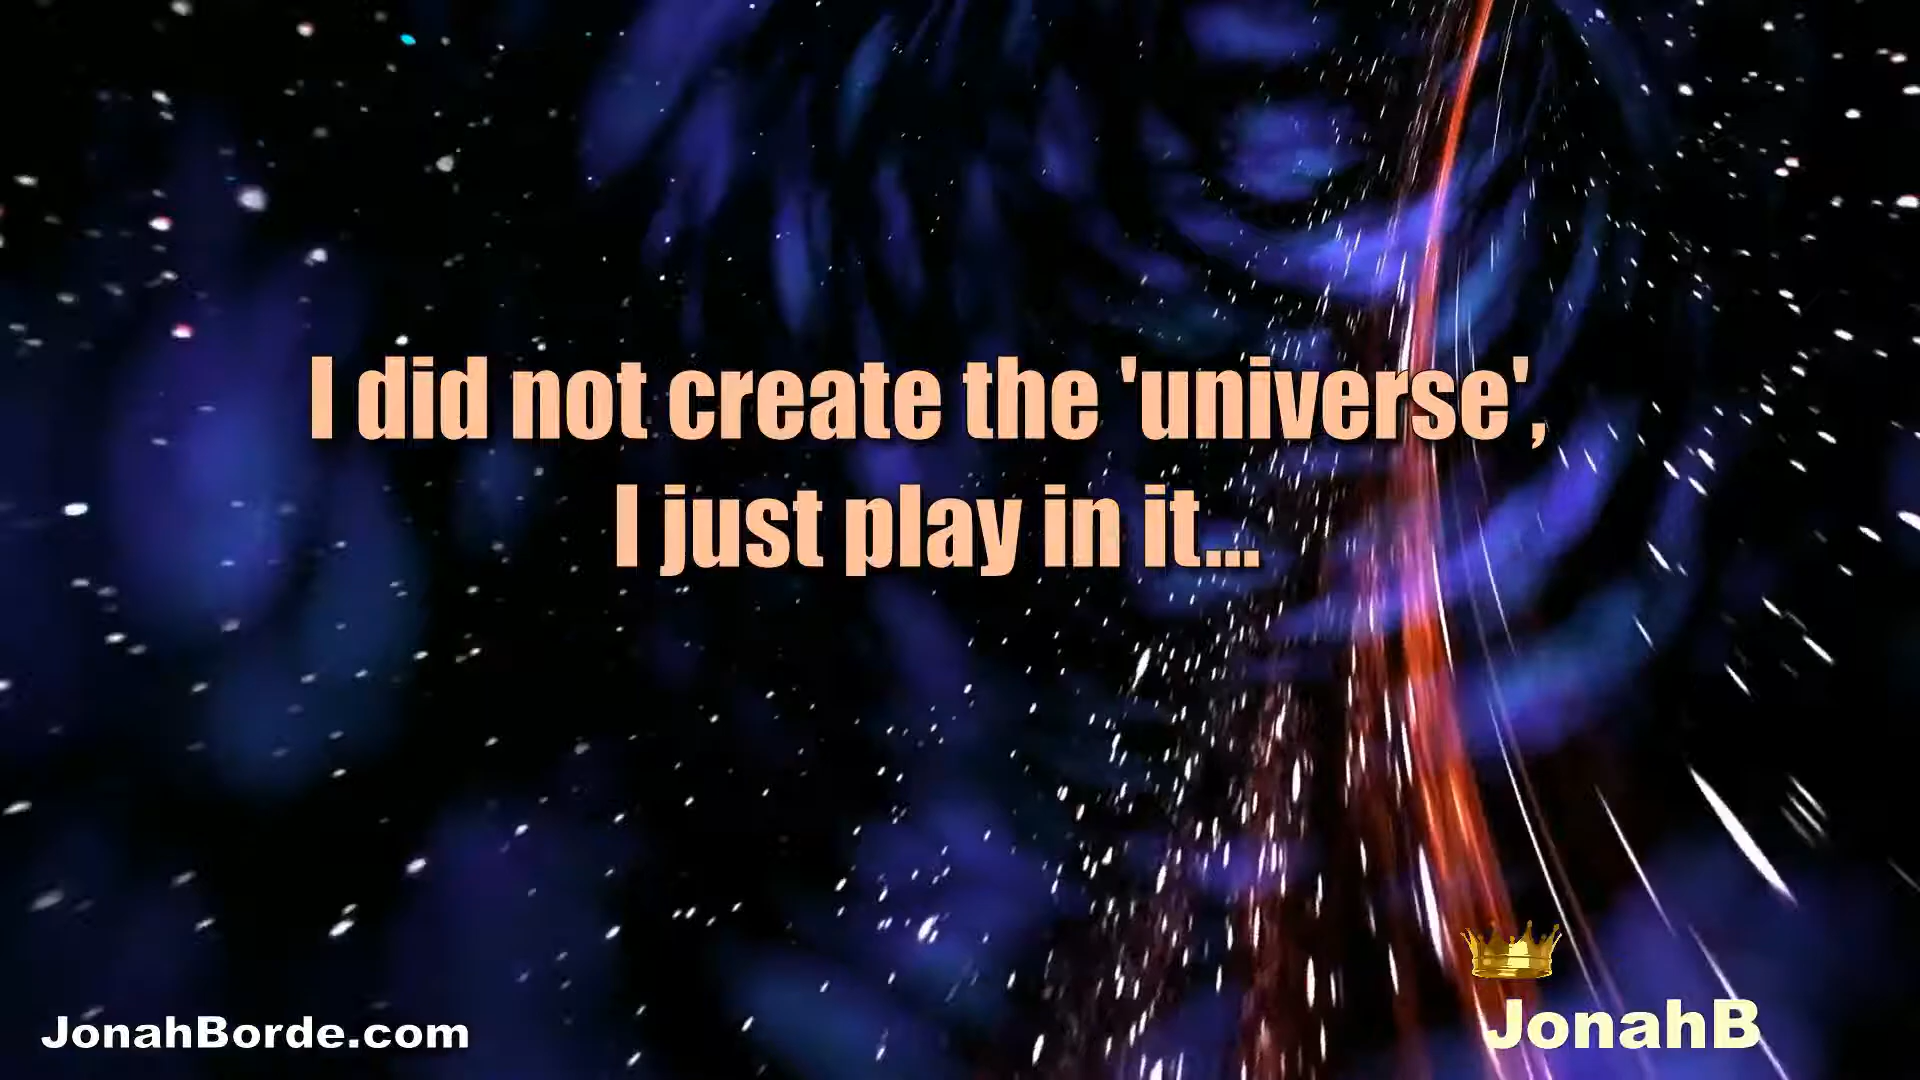 I did not create the 'universe',
I just play in it...
JonahBorde.com
JonahB